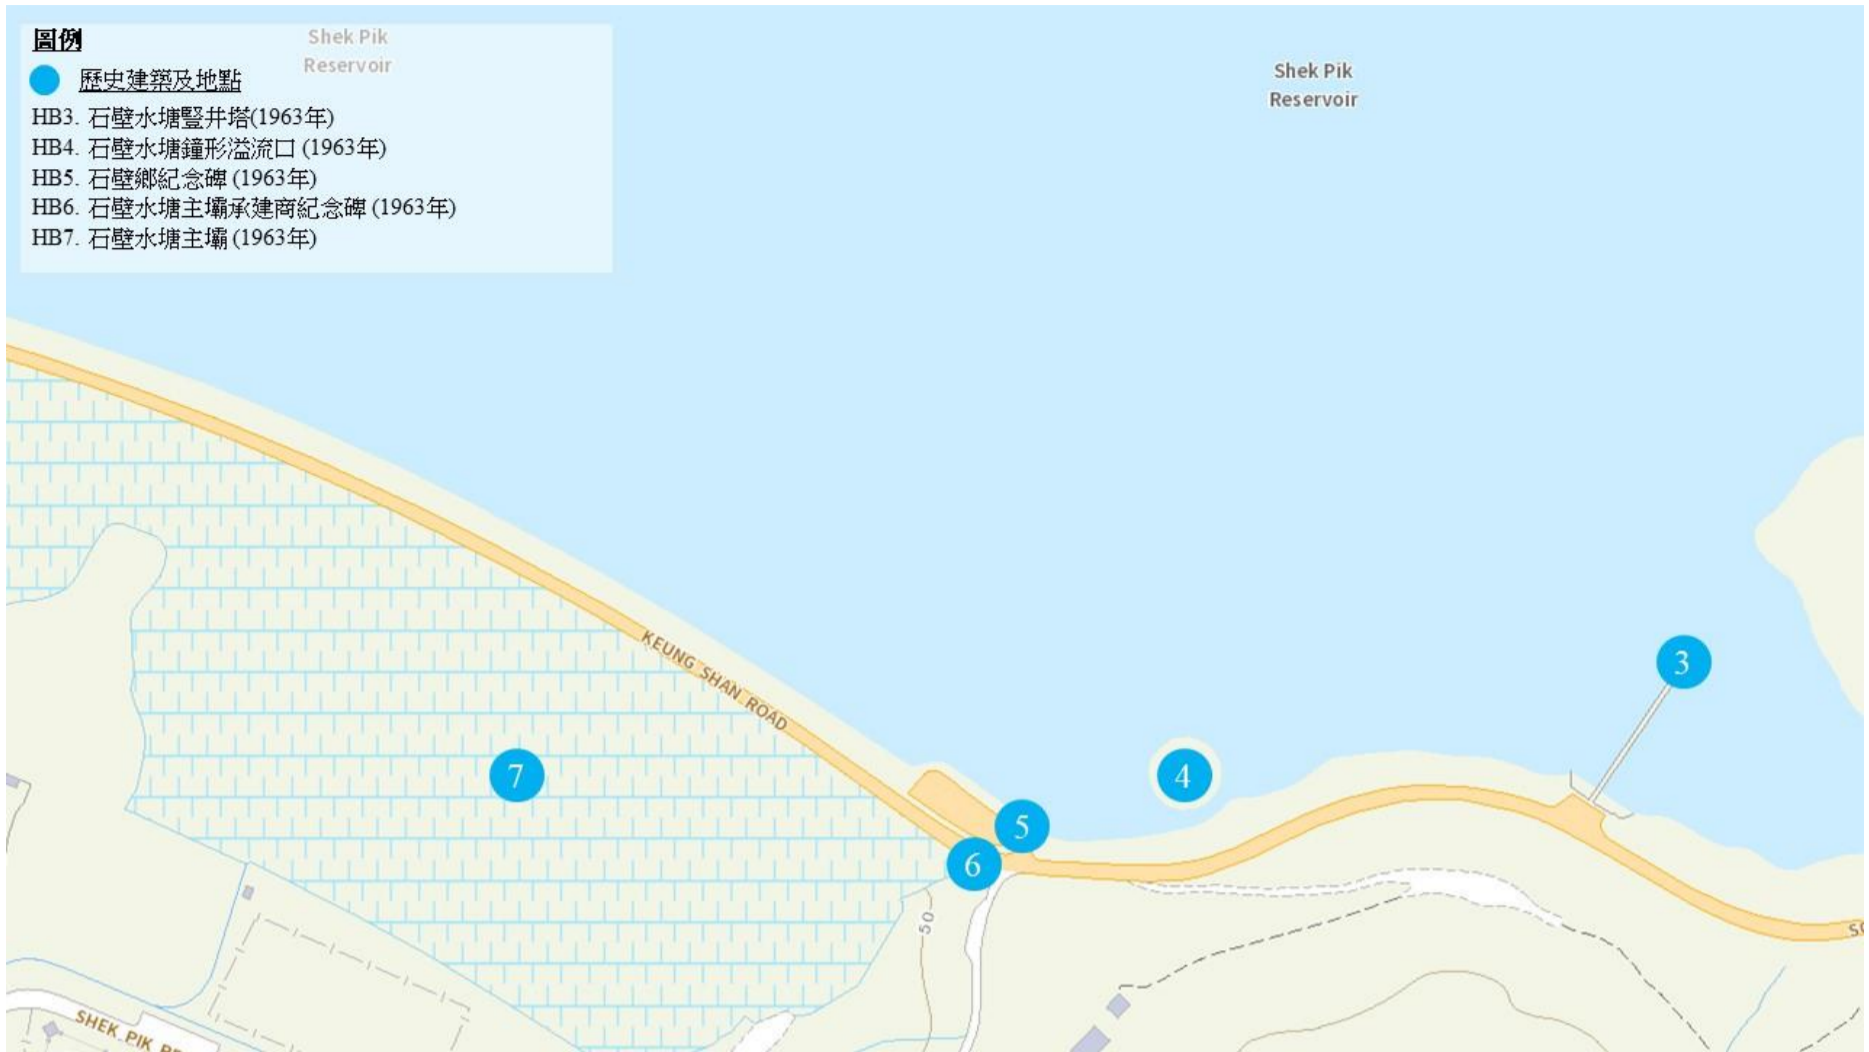 圖例
Shek Pik
Reservoir
歷史建築及地點
HB3. 石壁水塘豎井塔(1963年)
HB4. 石壁水塘鐘形溢流口 (1963年)
HB5. 石壁鄉紀念碑 (1963年)
HB6. 石壁水塘主壩承建商紀念碑 (1963年)
HB7. 石壁水塘主壩 (1963年)
Shek Pik
Reservoir
KEUNG SHAN ROAD
3
7
4
5
6
50
SHEK PIK